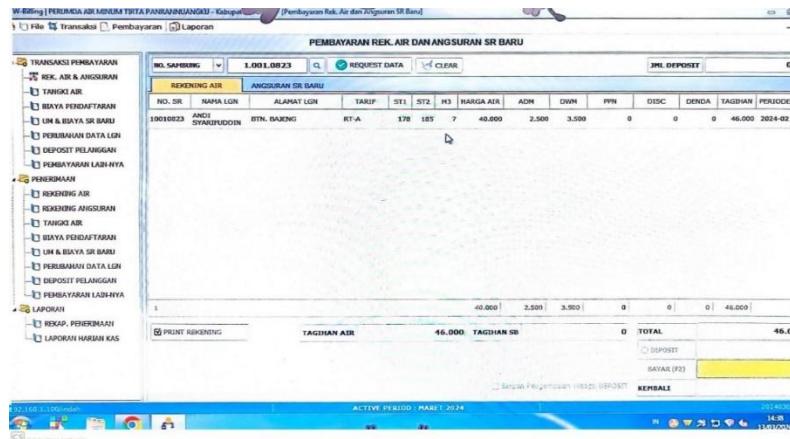 W-Billing [ PERUMDA AIR MINUM TIRTA PANRANNUANGKU - Kabupat [Pembayaran Rek. Air dan Angsuran SR Baru]
File Transaksi Pembayaran Laporan
PEMBAYARAN REK. AIR DAN ANGSURAN SR BARU
TRANSAKSI PEMBAYARAN
REK. AIR & ANGSURAN
TANGKI AIR
BIAYA PENDAFTARAN
UM & BIAYA SR BARU
PERUBAHAN DATA LGN
DEPOSIT PELANGGAN
PEMBAYARAN LAIN-NYA
PENERIMAAN
REKENING AIR
REKENING ANGSURAN
TANGKI AIR
BIAYA PENDAFTARAN
UM & BIAYA SR BARU
PERUBAHAN DATA LGN
DEPOSIT PELANGGAN
PEMBAYARAN LAIN-NYA
LAPORAN
REKAP. PENERIMAAN
LAPORAN HARIAN KAS
NO. SAMBUNG 1.001.0823 REQUEST DATA CLEAR JML DEPOSIT 0
REKENING AIR ANGSURAN SR BARU
NO. SR NAMA LGN ALAMAT LGN TARIF ST1 ST2 M3 HARGA AIR ADM DWM PPN DISC DENDA TAGIHAN PERIODE
10010823 ANDI SYARIFUDDIN BTN. BAJENG RT-A 178 185 7 40.000 2.500 3.500 0 0 0 46.000 2024-02
1 40.000 2.500 3.500 0 0 0 46.000
PRINT REKENING TAGIHAN AIR 46.000 TAGIHAN SB 0 TOTAL 46.0
DEPOSIT
BAYAR (F2)
KEMBALI
ACTIVE PERIOD : MARET 2024
14:38
13/03/202